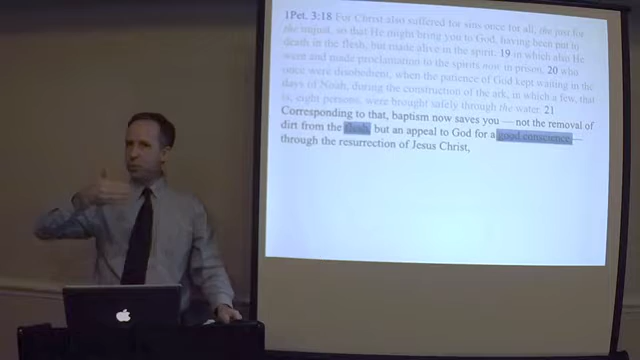 1Pet. 3:18 For Christ also suffered for sins once for all, the just for
the unjust, so that He might bring you to God, having been put to
death in the flesh, but made alive in the spirit; 19 in which also He
went and made proclamation to the spirits now in prison, 20 who
once were disobedient, when the patience of God kept waiting in the
days of Noah, during the construction of the ark, in which a few, that
is, eight persons, were brought safely through the water. 21
Corresponding to that, baptism now saves you — not the removal of
dirt from the flesh, but an appeal to God for a good conscience —
through the resurrection of Jesus Christ,